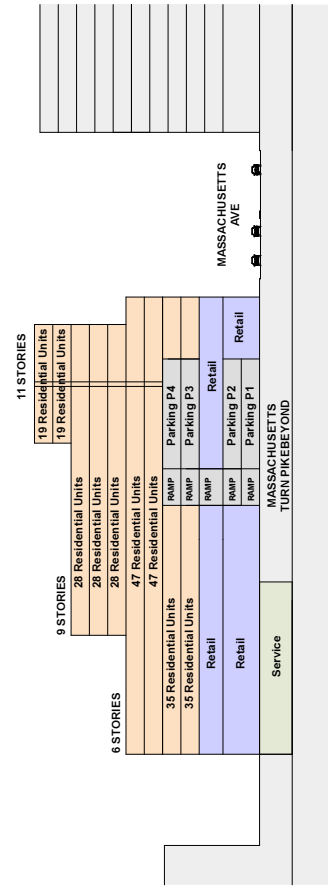 11 STORIES
19 Residential Units
19 Residential Units
9 STORIES
28 Residential Units
28 Residential Units
28 Residential Units
6 STORIES
47 Residential Units
47 Residential Units
35 Residential Units
RAMP
Parking P4
35 Residential Units
RAMP
Parking P3
Retail
RAMP
Retail
Retail
RAMP
Parking P2
Retail
RAMP
Parking P1
MASSACHUSETTS
AVE
Service
MASSACHUSETTS
TURN PIKEBEYOND